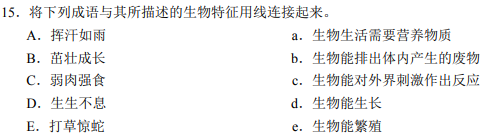 15．将下列成语与其所描述的生物特征用线连接起来。
A．挥汗如雨 a．生物生活需要营养物质
B．茁壮成长 b．生物能排出体内产生的废物
C．弱肉强食 c．生物能对外界刺激作出反应
D．生生不息 d．生物能生长
E．打草惊蛇 e．生物能繁殖